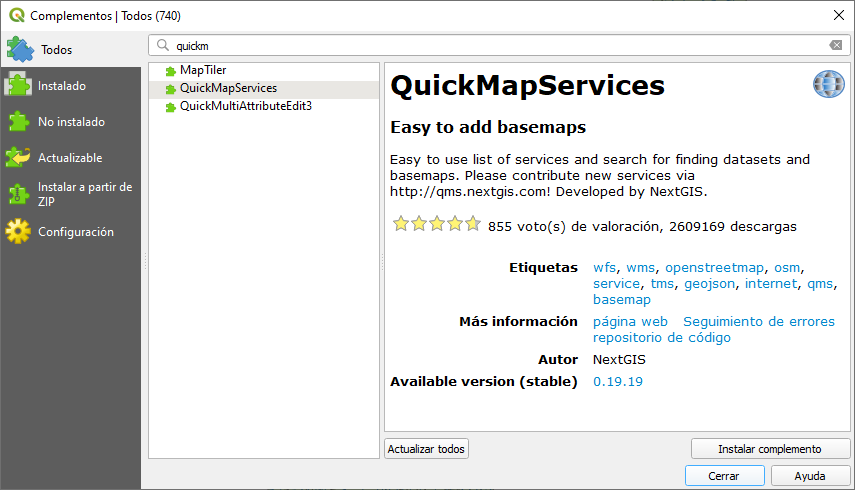 Complementos | Todos (740)
Todos
Instalado
No instalado
Actualizable
Instalar a partir de
ZIP
Configuración
quickm
MapTiler
QuickMapServices
QuickMultiAttributeEdit3
QuickMapServices
Easy to add basemaps
Easy to use list of services and search for finding datasets and
basemaps. Please contribute new services via
http://qms.nextgis.com! Developed by NextGIS.
855 voto(s) de valoración, 2609169 descargas
Etiquetas wfs, wms, openstreetmap, osm,
service, tms, geojson, internet, qms,
basemap
Más información página web Seguimiento de errores
repositorio de código
Autor NextGIS
Available version (stable) 0.19.19
Actualizar todos Instalar complemento
Cerrar Ayuda